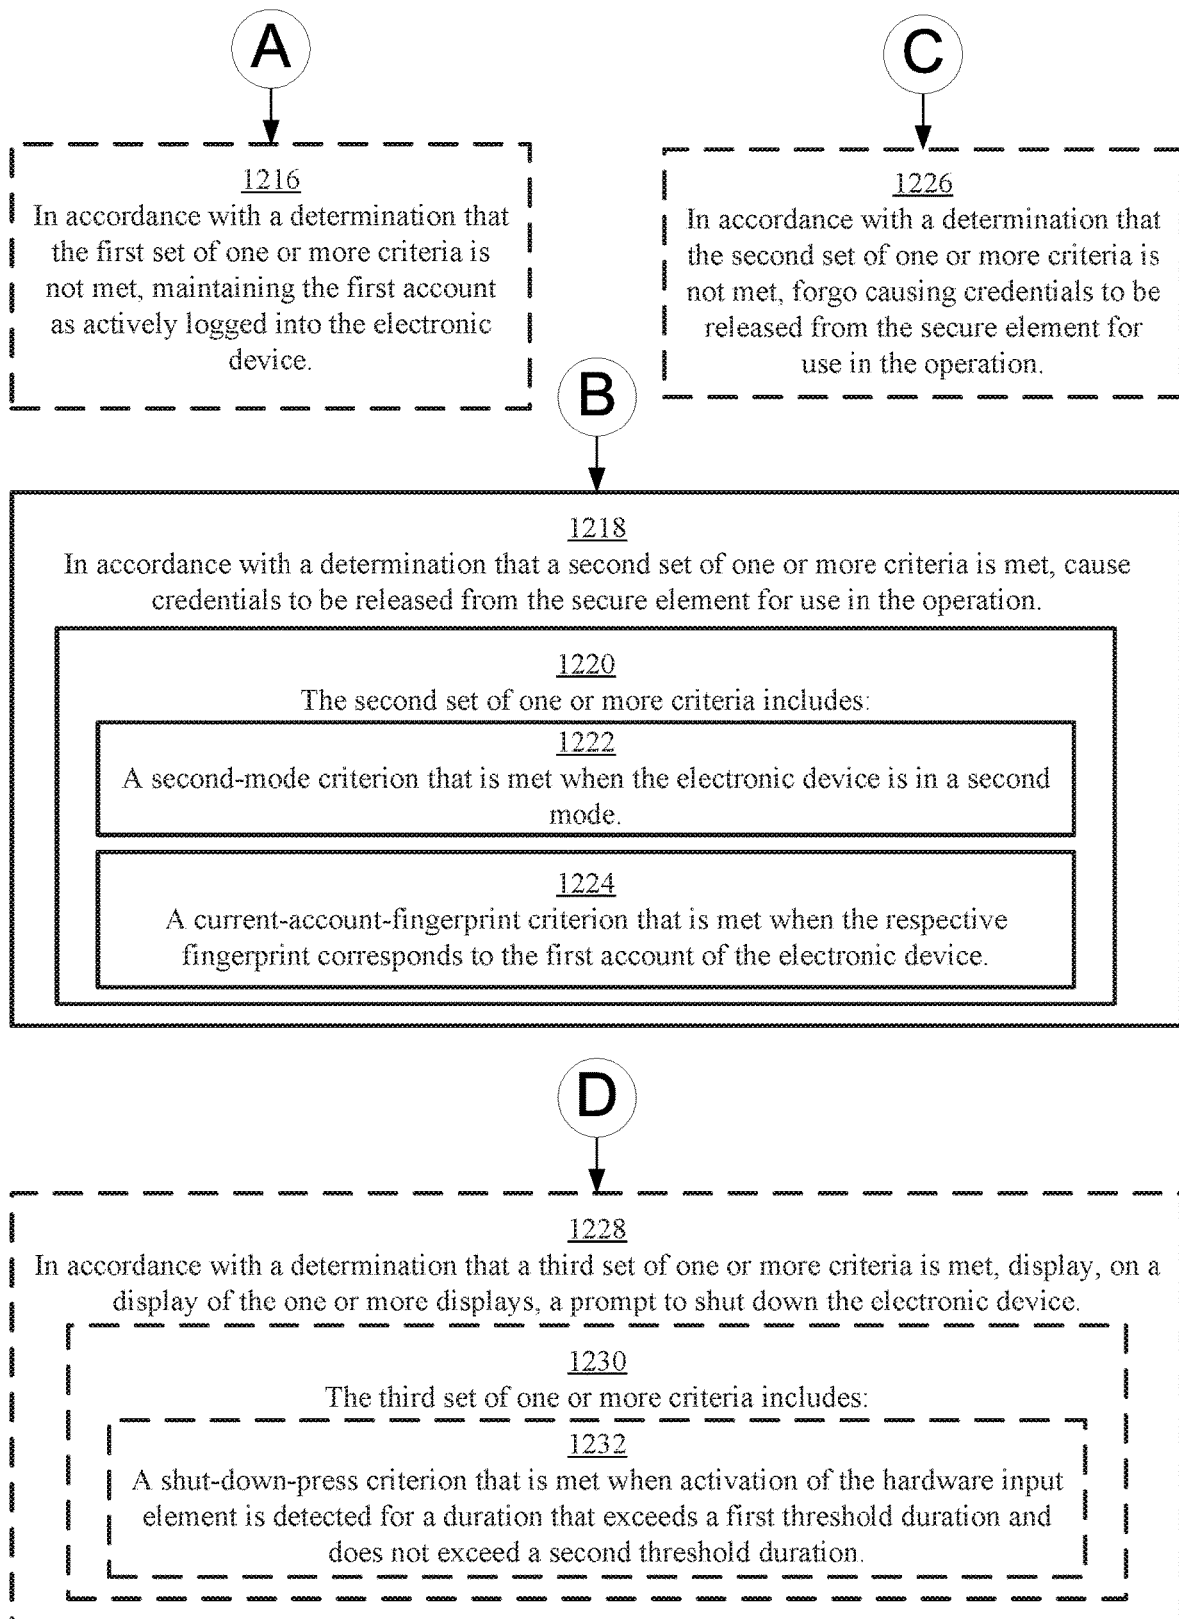 A
1216
In accordance with a determination that
the first set of one or more criteria is
not met, maintaining the first account
as actively logged into the electronic
device.
C
1226
In accordance with a determination that
the second set of one or more criteria is
not met, forgo causing credentials to be
released from the secure element for
use in the operation.
B
1218
In accordance with a determination that a second set of one or more criteria is met, cause
credentials to be released from the secure element for use in the operation.
1220
The second set of one or more criteria includes:
1222
A second-mode criterion that is met when the electronic device is in a second
mode.
1224
A current-account-fingerprint criterion that is met when the respective
fingerprint corresponds to the first account of the electronic device.
D
1228
In accordance with a determination that a third set of one or more criteria is met, display, on a
display of the one or more displays, a prompt to shut down the electronic device.
1230
The third set of one or more criteria includes:
1232
A shut-down-press criterion that is met when activation of the hardware input
element is detected for a duration that exceeds a first threshold duration and
does not exceed a second threshold duration.